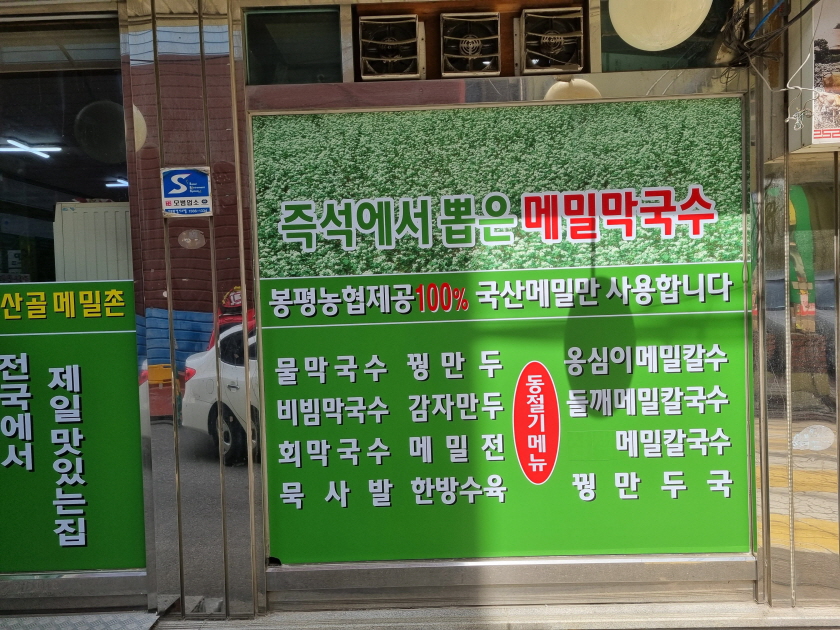 즉석에서 뽑은 메밀막국수
봉평농협제공100% 국산메밀만 사용합니다
물막국수 꿩만두
비빔막국수 감자만두
회막국수 메밀전
묵사발 한방수육
동절기메뉴
옹심이메밀칼수
들깨메밀칼국수
메밀칼국수
꿩만두국
산골메밀촌
전국에서
제일맛있는집
S
모범업소